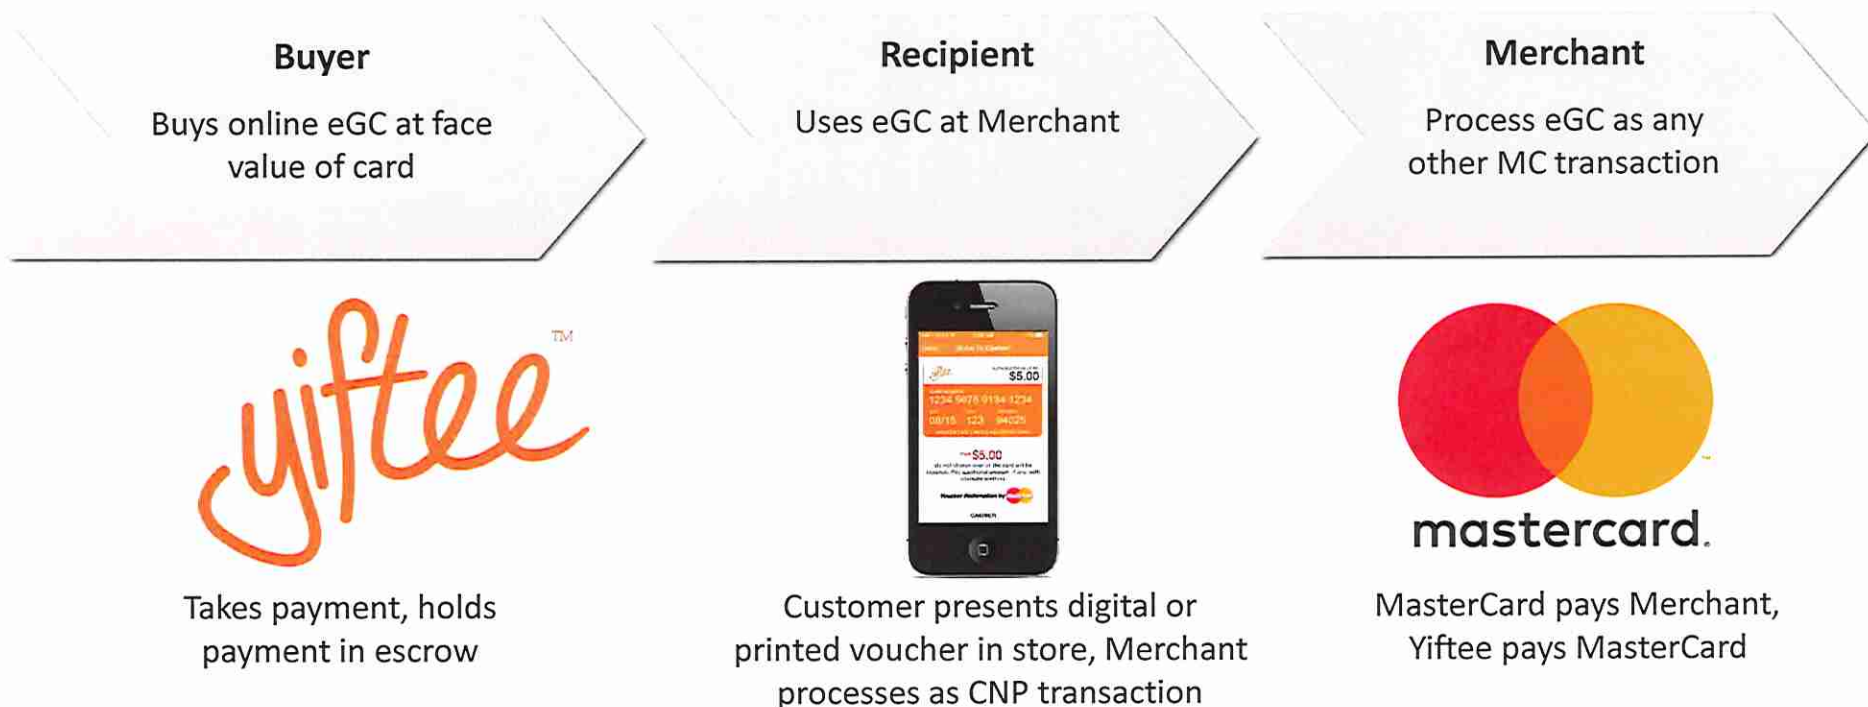 Buyer
Buys online eGC at face
value of card
Recipient
Uses eGC at Merchant
Merchant
Process eGC as any
other MC transaction
yiftee™
Takes payment, holds
payment in escrow
yiftee
$5.00
1234 5678 9134 1234
08/15 123 94025
$5.00
Customer presents digital or
printed voucher in store, Merchant
processes as CNP transaction
mastercard.
MasterCard pays Merchant,
Yiftee pays MasterCard